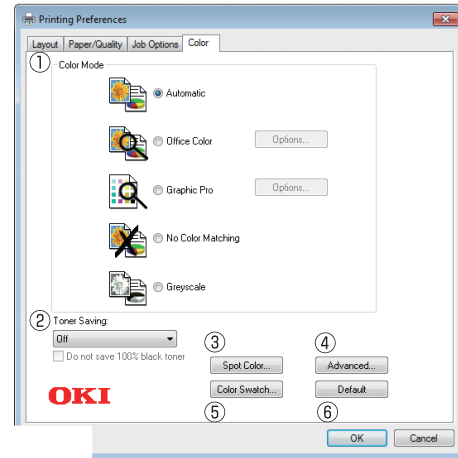 Printing Preferences
Layout Paper/Quality Job Options Color
① Color Mode
Automatic
Office Color Options...
Graphic Pro Options...
No Color Matching
Greyscale
② Toner Saving:
Off
Do not save 100% black toner
③ ④
Spot Color... Advanced...
OKI
Color Swatch... Default
⑤ ⑥
OK Cancel